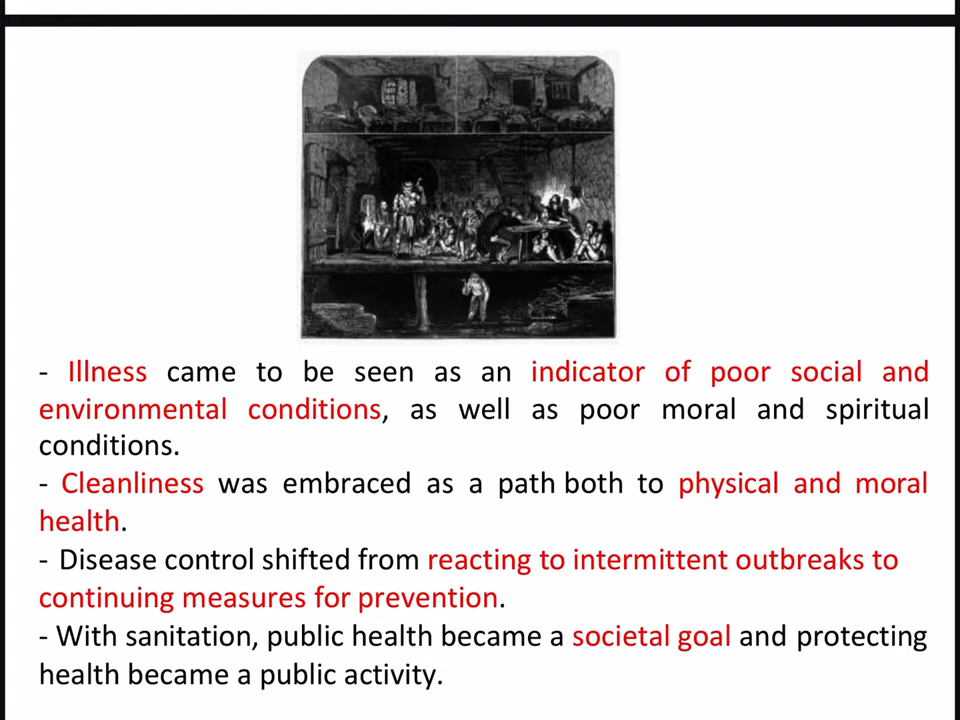 - Illness came to be seen as an indicator of poor social and
environmental conditions, as well as poor moral and spiritual
conditions.
- Cleanliness was embraced as a path both to physical and moral
health.
- Disease control shifted from reacting to intermittent outbreaks to
continuing measures for prevention.
- With sanitation, public health became a societal goal and protecting
health became a public activity.